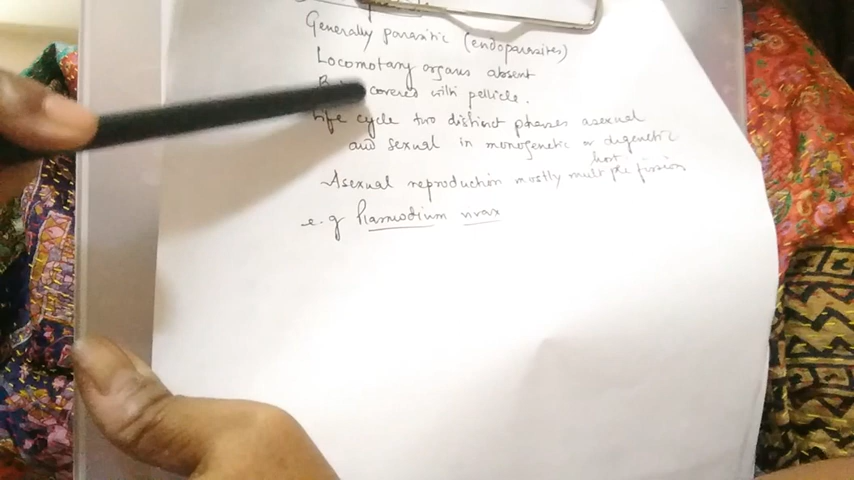 Generally parasitic (endoparasites)
Locomotary organs absent
covered with pellicle.
Life cycle two distinct phases asexual
and sexual in monogenetic or digenetic
host
Asexual reproduction mostly multiple fission
e.g Plasmodium vivax